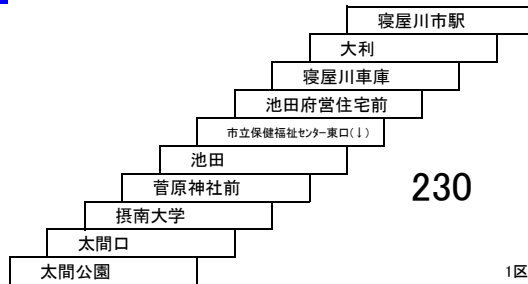 寝屋川市駅
大利
寝屋川車庫
池田府営住宅前
市立保健福祉センター東口(↓)
池田
菅原神社前
230
摂南大学
太間口
太間公園
1区